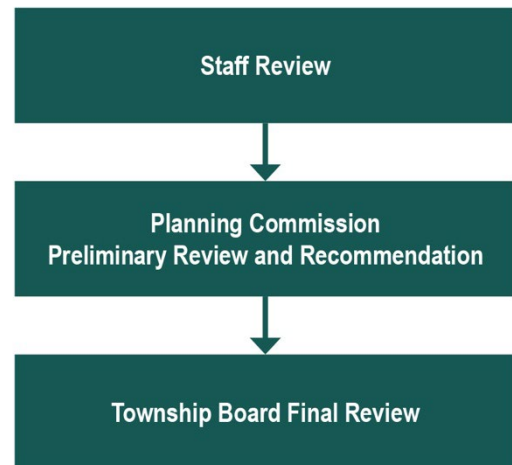 Staff Review
Planning Commission
Preliminary Review and Recommendation
Township Board Final Review